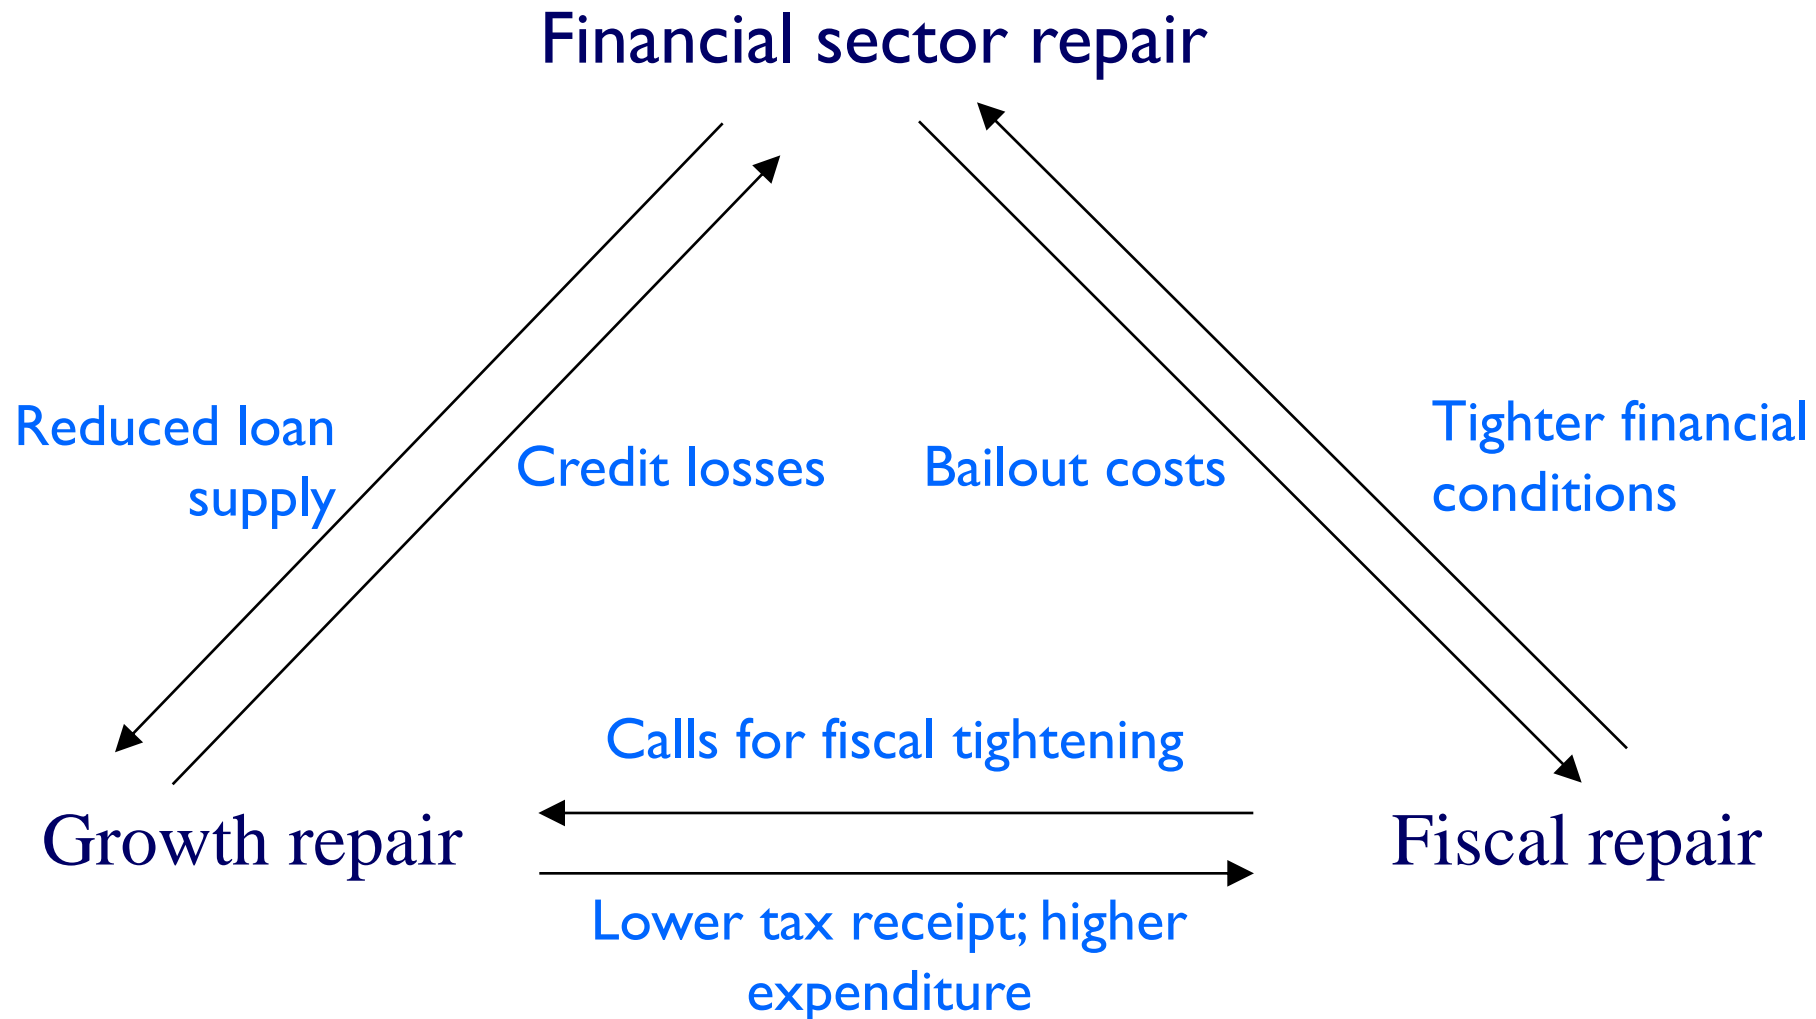 Financial sector repair
Reduced loan
supply
Credit losses
Bailout costs
Tighter financial
conditions
Calls for fiscal tightening
Growth repair
Fiscal repair
Lower tax receipt; higher
expenditure